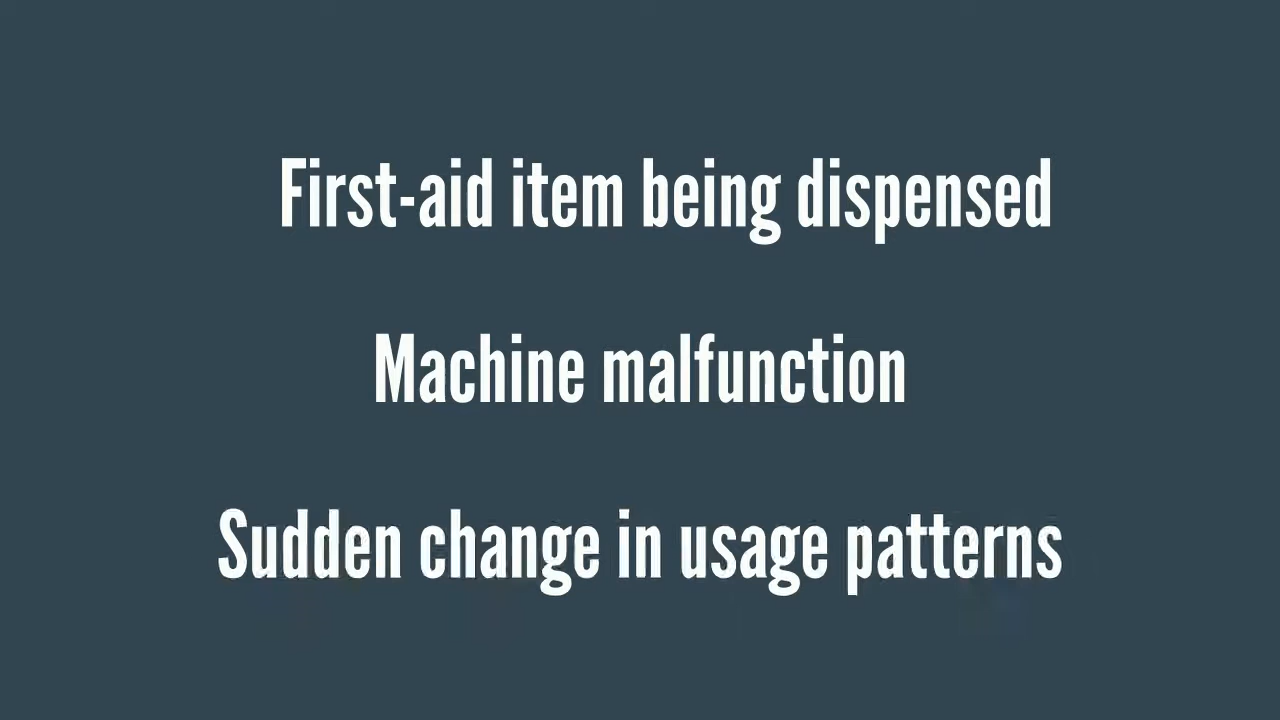 First-aid item being dispensed
Machine malfunction
Sudden change in usage patterns